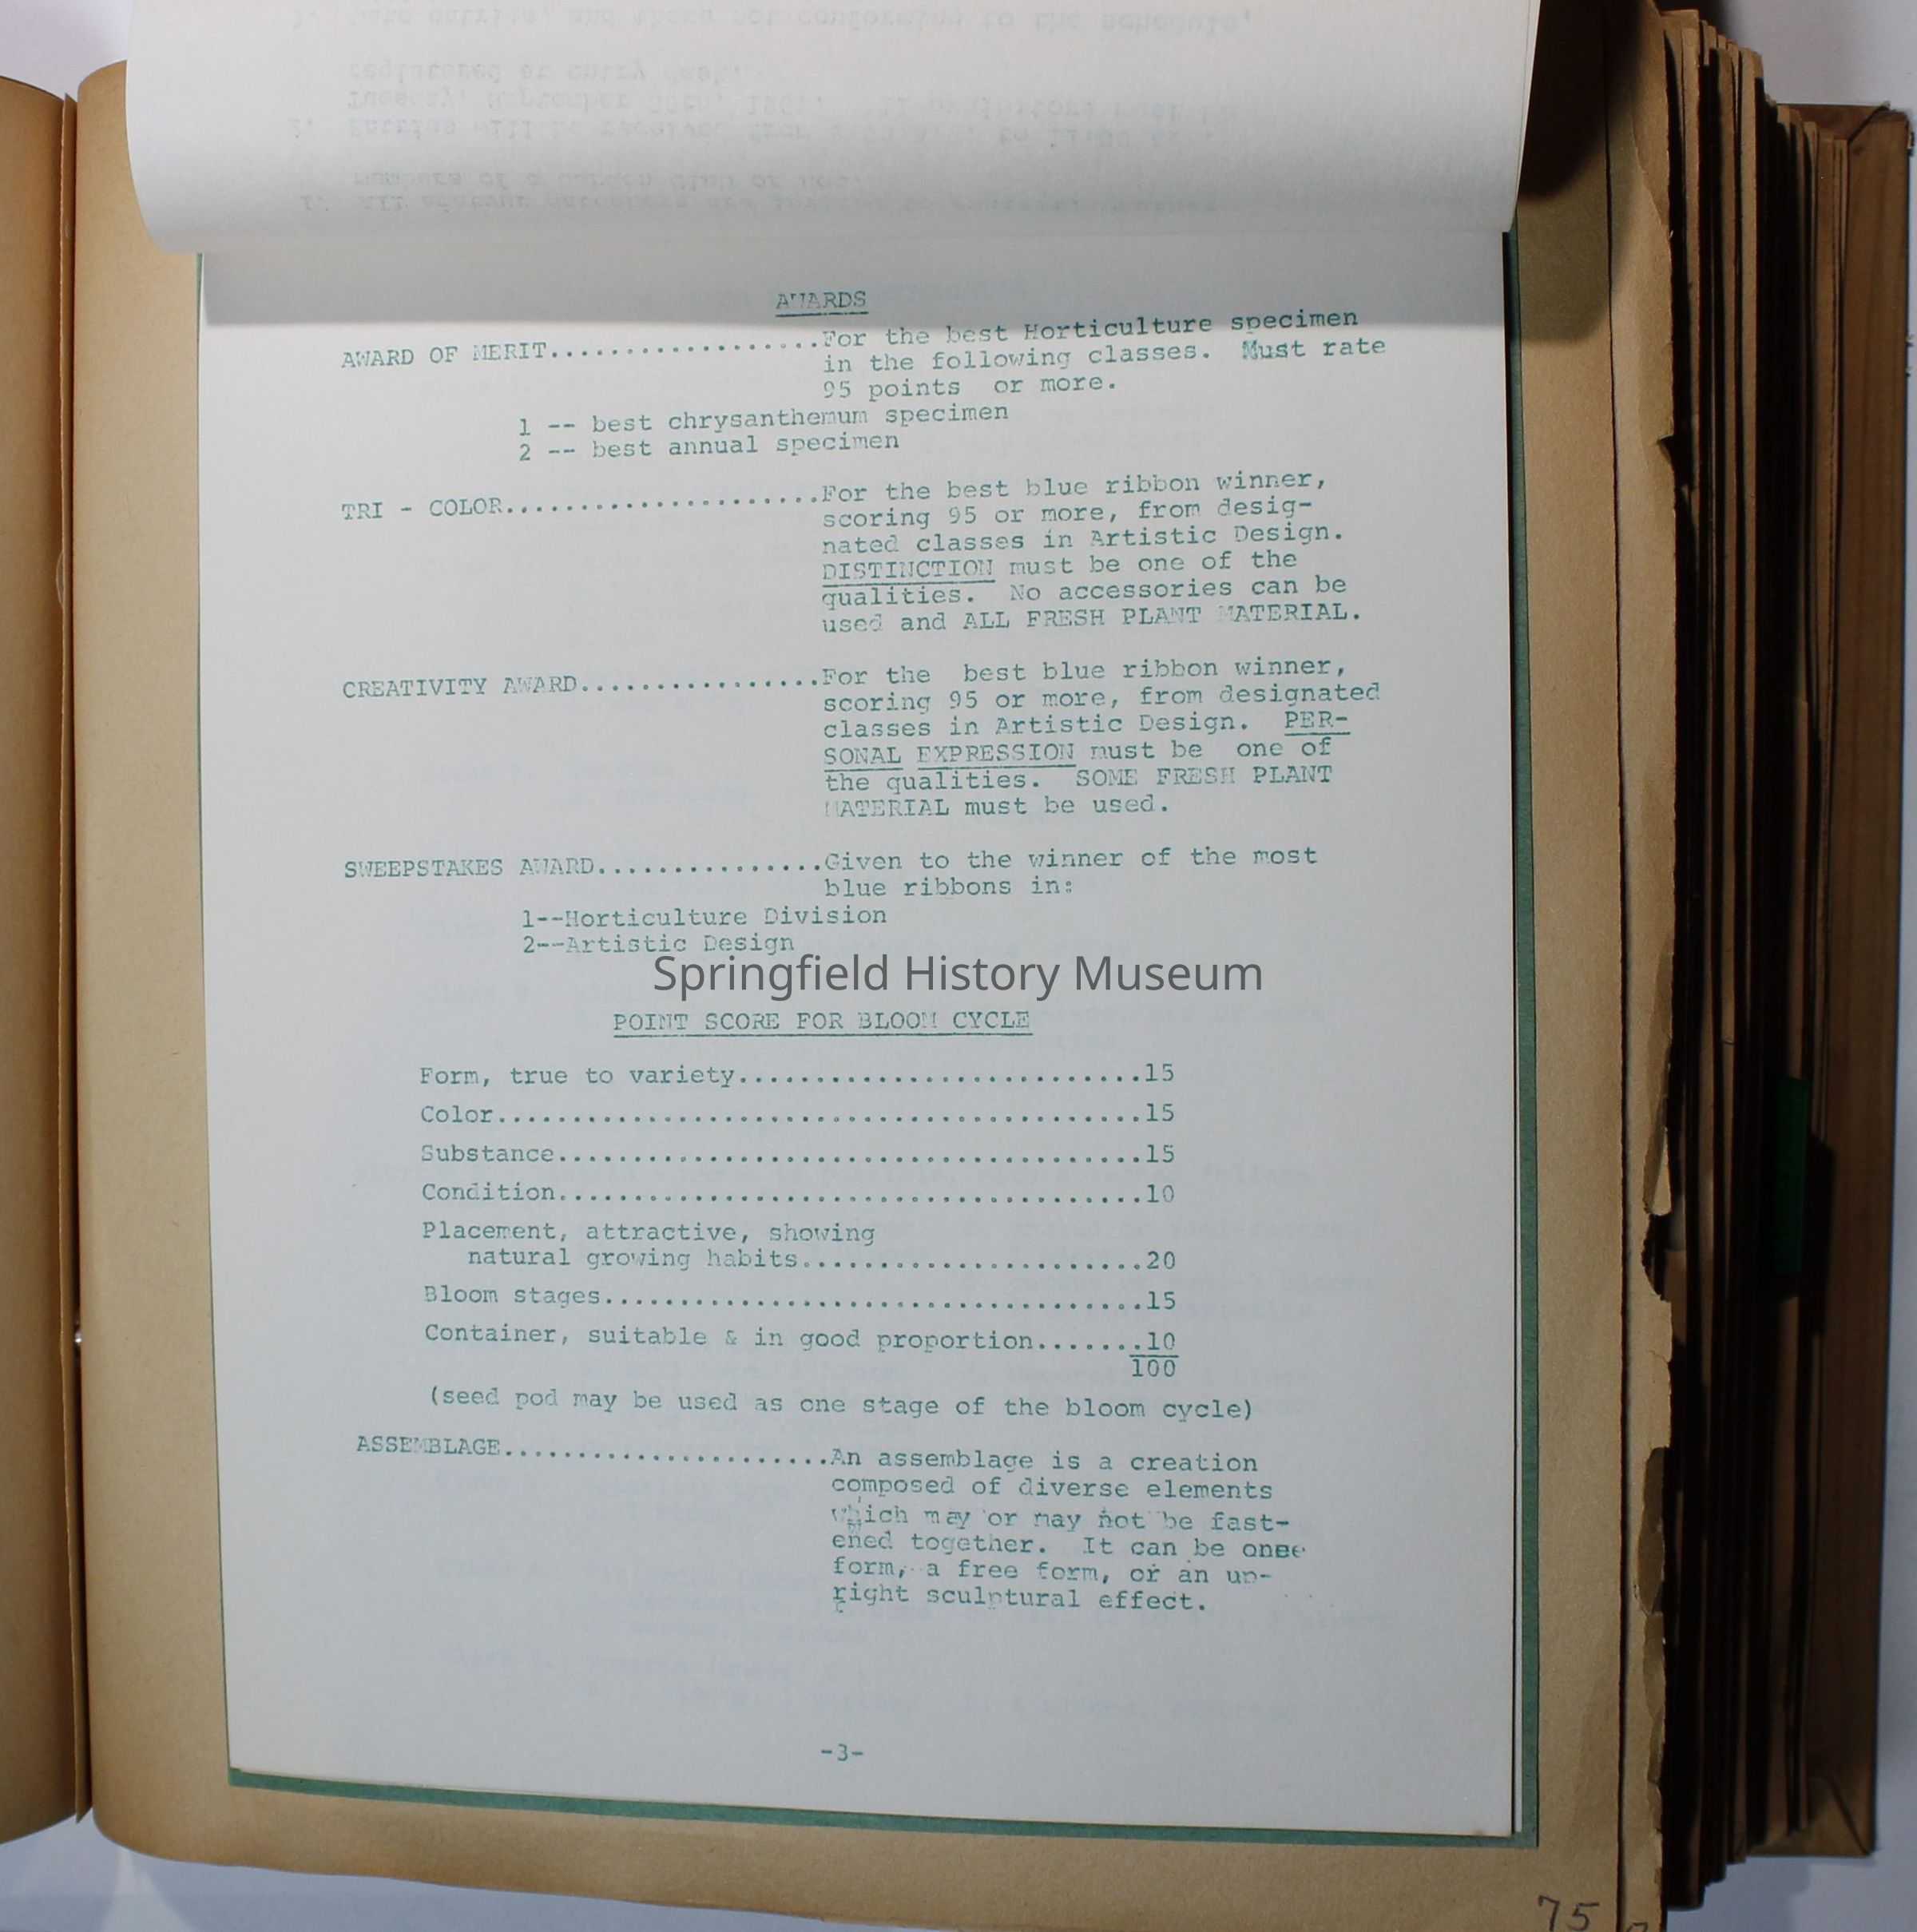 AWARDS
AWARD OF MERIT...................For the best Horticulture specimen
in the following classes. Must rate
95 points or more.
1 -- best chrysanthemum specimen
2 -- best annual specimen
TRI - COLOR.....................For the best blue ribbon winner,
scoring 95 or more, from desig-
nated classes in Artistic Design.
DISTINCTION must be one of the
qualities. No accessories can be
used and ALL FRESH PLANT MATERIAL.
CREATIVITY AWARD................For the best blue ribbon winner,
scoring 95 or more, from designated
classes in Artistic Design. PER-
SONAL EXPRESSION must be one of
the qualities. SOME FRESH PLANT
MATERIAL must be used.
SWEEPSTAKES AWARD...............Given to the winner of the most
blue ribbons in:
1--Horticulture Division
2--Artistic Design
Springfield History Museum
POINT SCORE FOR BLOOM CYCLE
Form, true to variety...........................15
Color...........................................15
Substance.......................................15
Condition.......................................10
Placement, attractive, showing
natural growing habits.......................20
Bloom stages....................................15
Container, suitable & in good proportion.......10
100
(seed pod may be used as one stage of the bloom cycle)
ASSEMBLAGE......................An assemblage is a creation
composed of diverse elements
which may or may not be fast-
ened together. It can be one
form, a free form, or an up-
right sculptural effect.
-3-
75